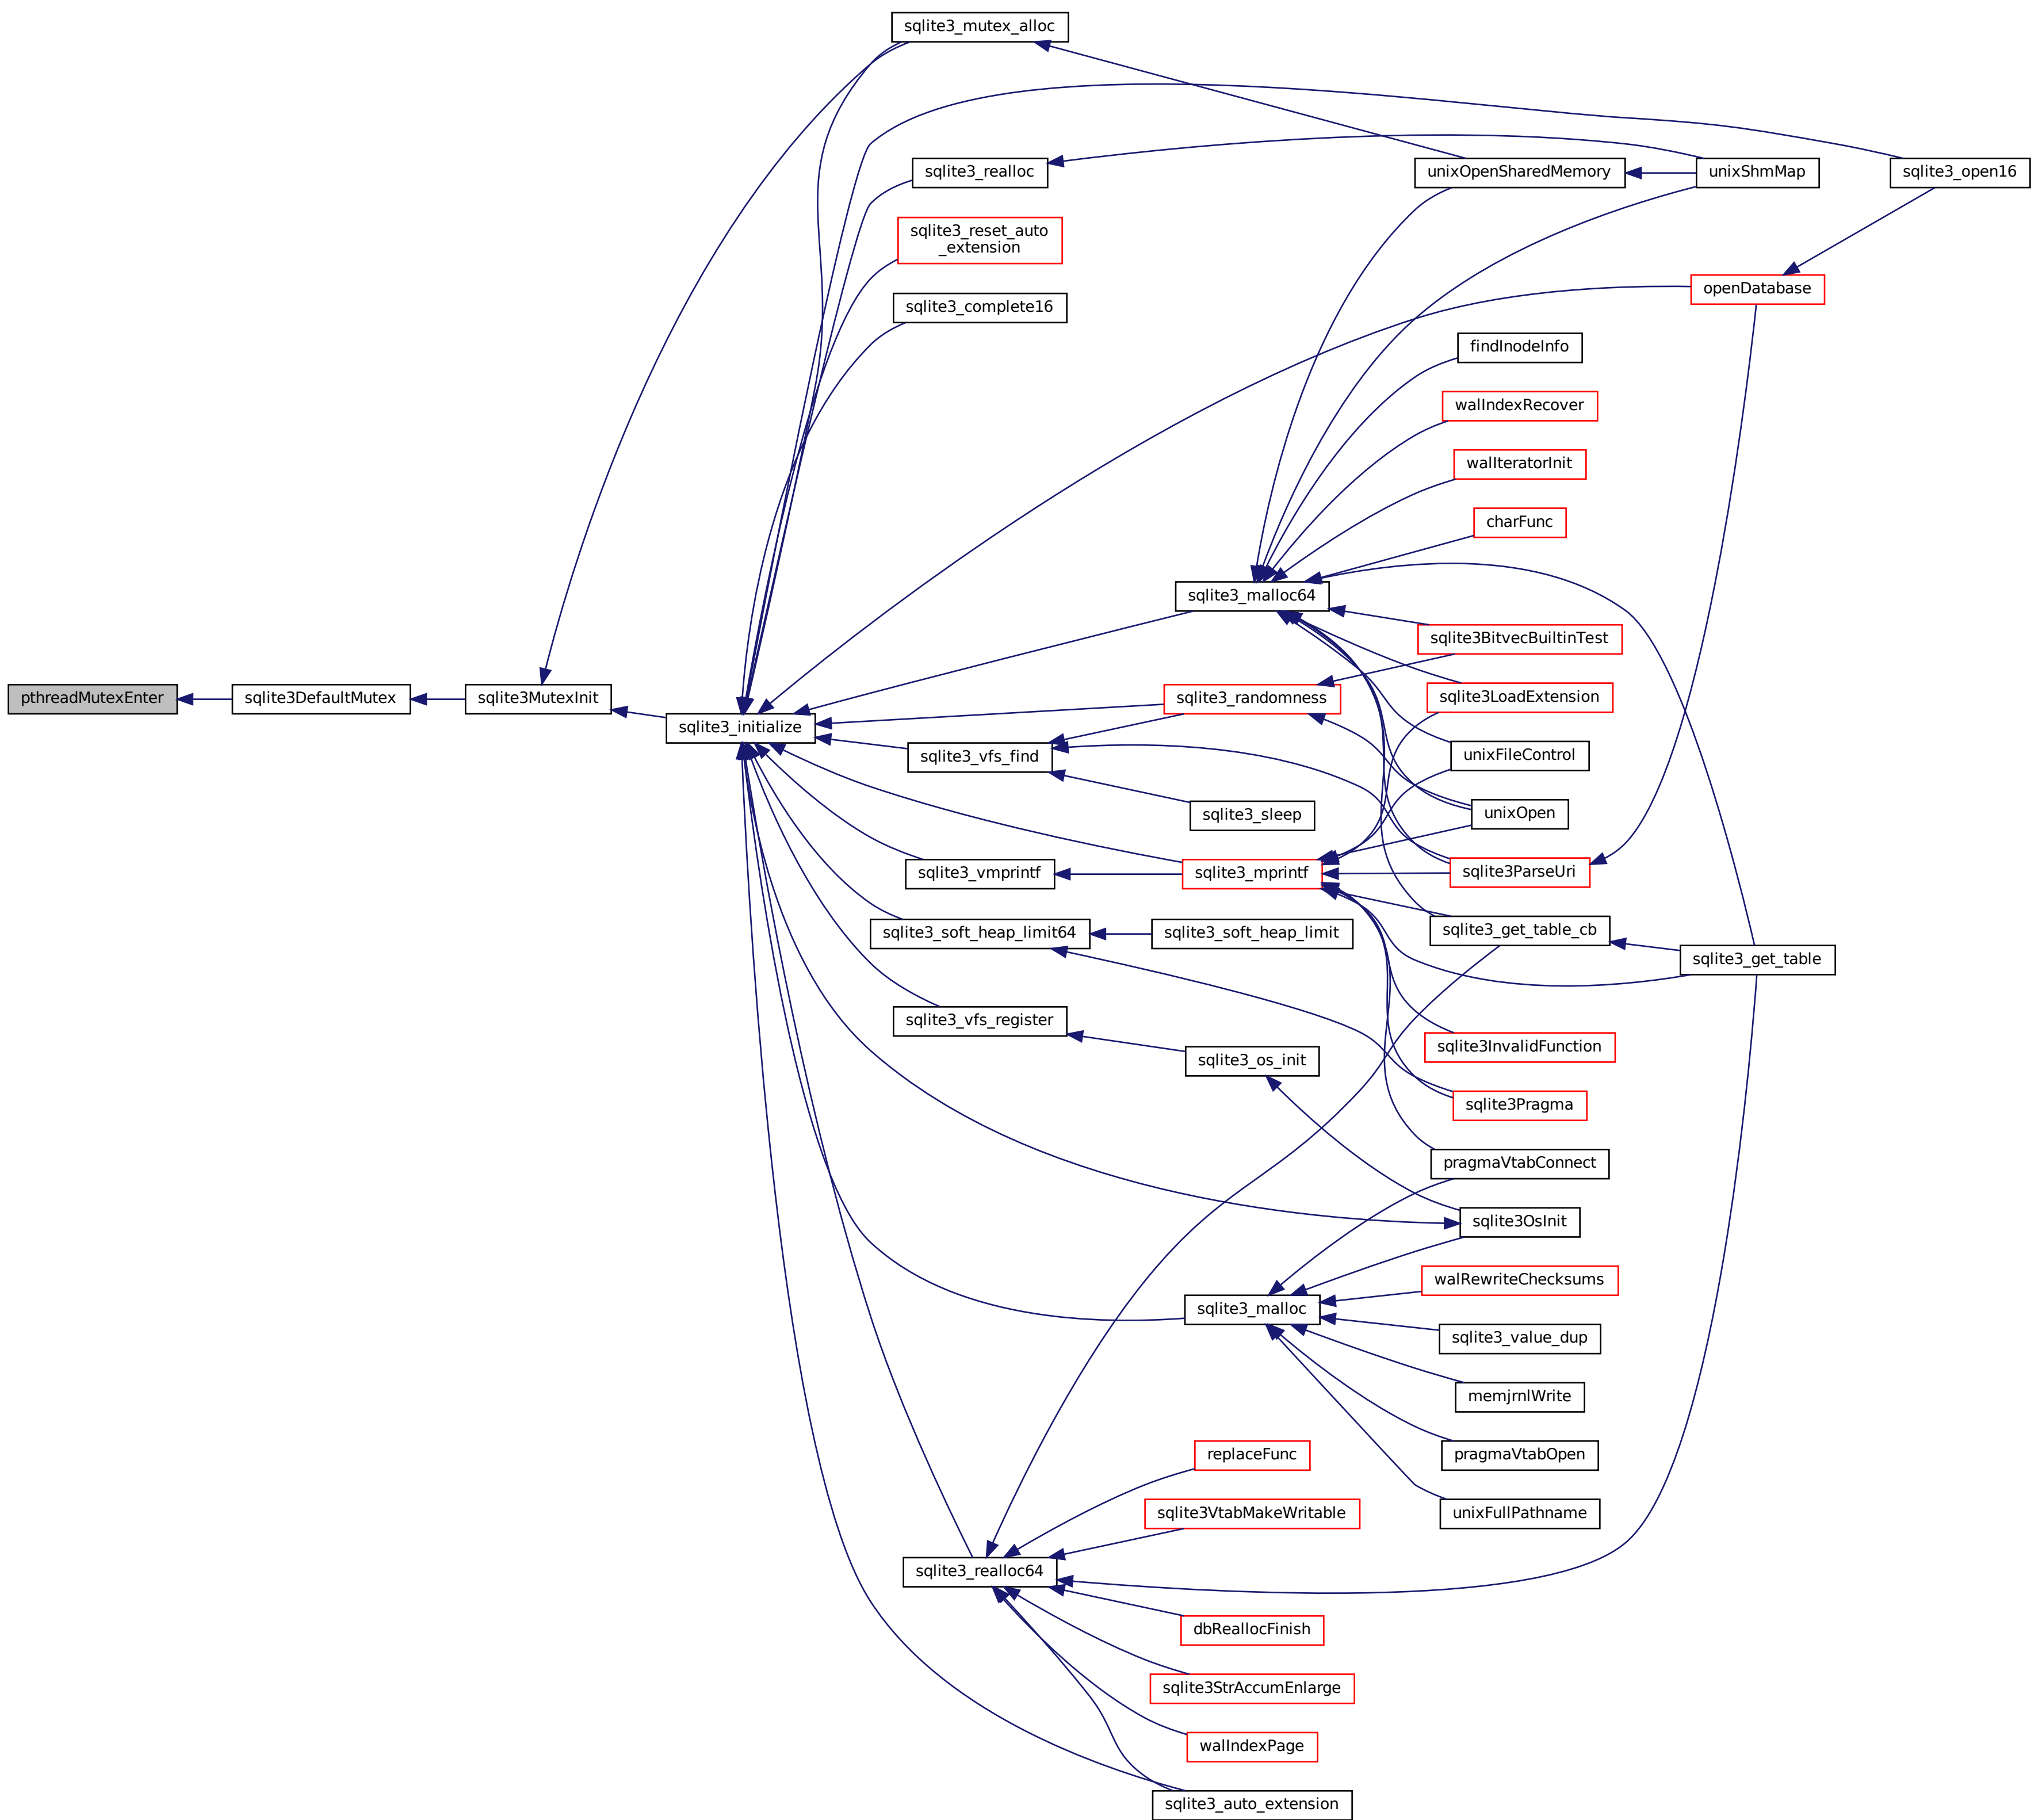 sqlite3_mutex_alloc
sqlite3_realloc
unixOpenSharedMemory
unixShmMap
sqlite3_open16
sqlite3_reset_auto
_extension
sqlite3_complete16
openDatabase
findInodeInfo
walIndexRecover
walIteratorInit
charFunc
sqlite3_malloc64
sqlite3BitvecBuiltinTest
pthreadMutexEnter
sqlite3DefaultMutex
sqlite3MutexInit
sqlite3_initialize
sqlite3_randomness
sqlite3LoadExtension
sqlite3_vfs_find
unixFileControl
sqlite3_sleep
unixOpen
sqlite3_vmprintf
sqlite3_mprintf
sqlite3ParseUri
sqlite3_soft_heap_limit64
sqlite3_soft_heap_limit
sqlite3_get_table_cb
sqlite3_get_table
sqlite3_vfs_register
sqlite3InvalidFunction
sqlite3_os_init
sqlite3Pragma
pragmaVtabConnect
sqlite3OsInit
walRewriteChecksums
sqlite3_malloc
sqlite3_value_dup
memjrnlWrite
replaceFunc
pragmaVtabOpen
sqlite3VtabMakeWritable
unixFullPathname
sqlite3_realloc64
dbReallocFinish
sqlite3StrAccumEnlarge
walIndexPage
sqlite3_auto_extension